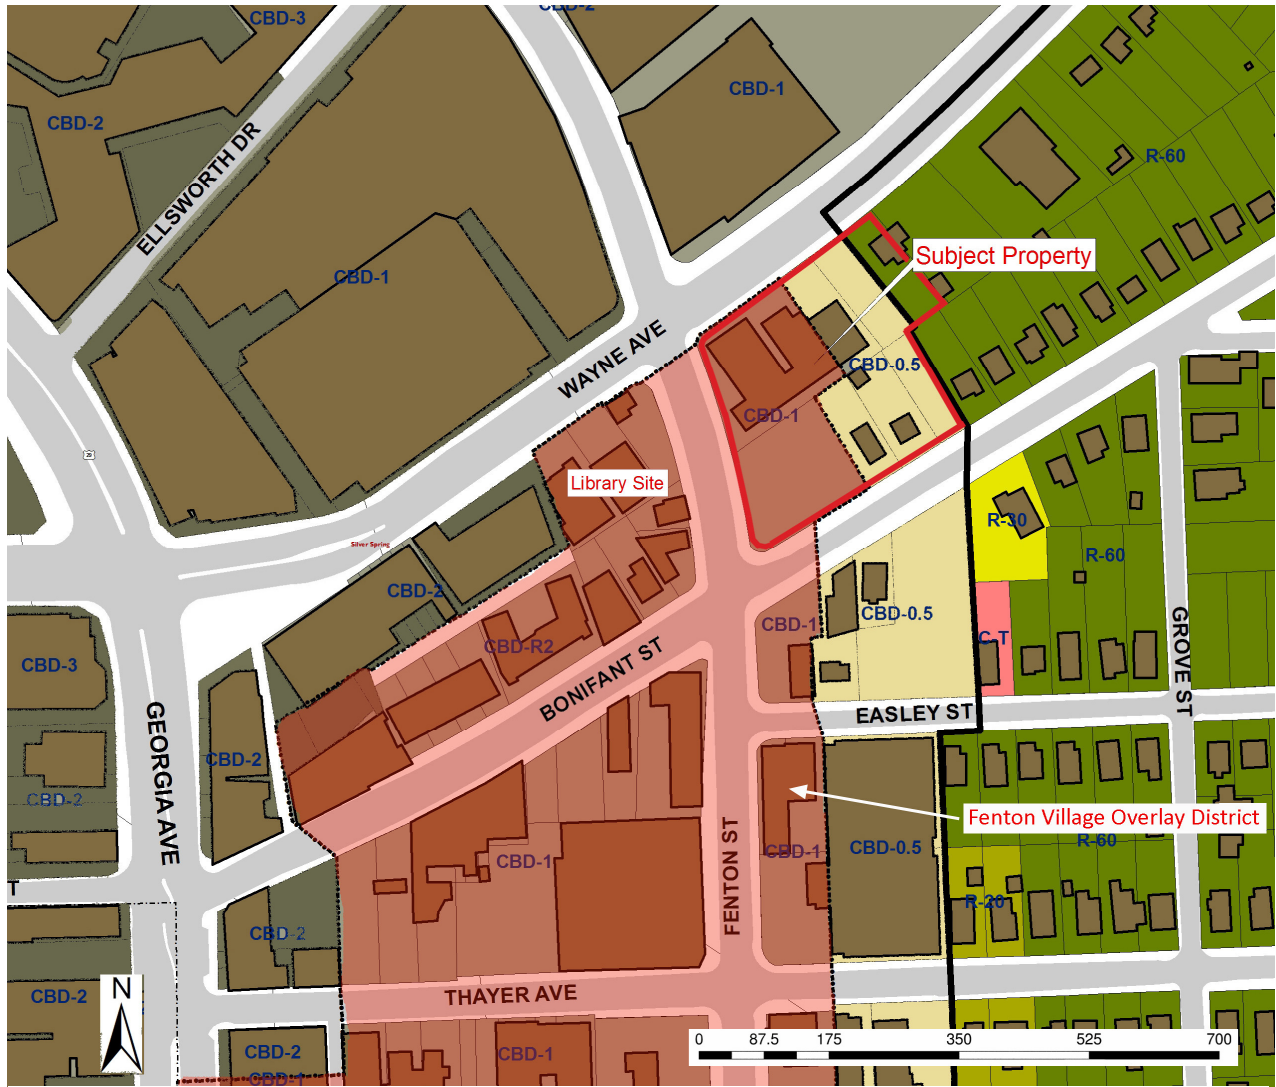 CBD-3
CBD-2
CBD-1
CBD-2
R-60
ELLSWORTH DR
Subject Property
CBD-1
WAYNE AVE
CBD-0.5
CBD-1
29
Library Site
R-30
Silver Spring
R-60
CBD-2
CBD-0.5
CBD-1
C-T
CBD-R2
GROVE ST
CBD-3
BONIFANT ST
EASLEY ST
GEORGIA AVE
CBD-2
CBD-2
Fenton Village Overlay District
R-60
FENTON ST
CBD-1
CBD-1
CBD-0.5
T
R-20
CBD-2
N
CBD-2
THAYER AVE
0 87.5 175 350 525 700
CBD-2
CBD-1
CBD-1